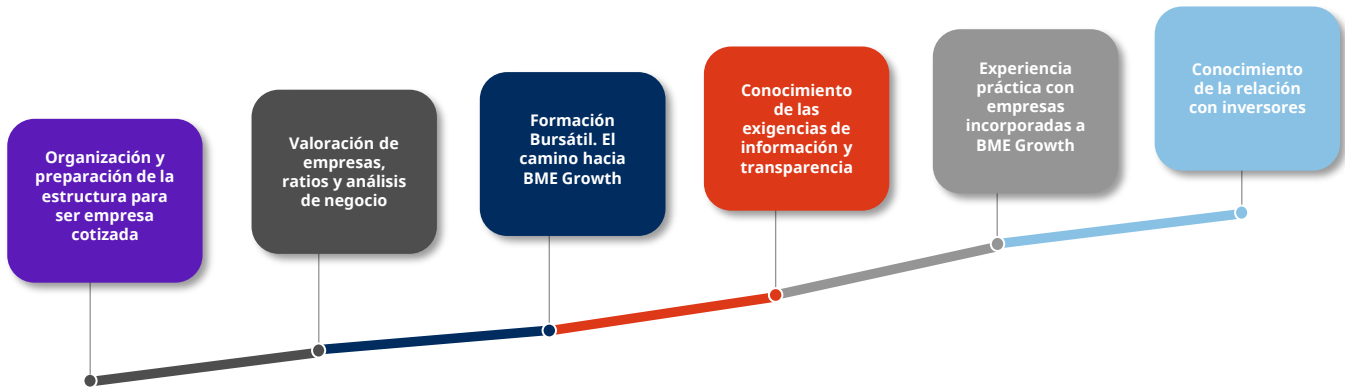 Organización y
preparación de la
estructura para
ser empresa
cotizada
Valoración de
empresas,
ratios y análisis
de negocio
Formación
Bursátil. El
camino hacia
BME Growth
Conocimiento
de las
exigencias de
información y
transparencia
Experiencia
práctica con
empresas
incorporadas a
BME Growth
Conocimiento
de la relación
con inversores